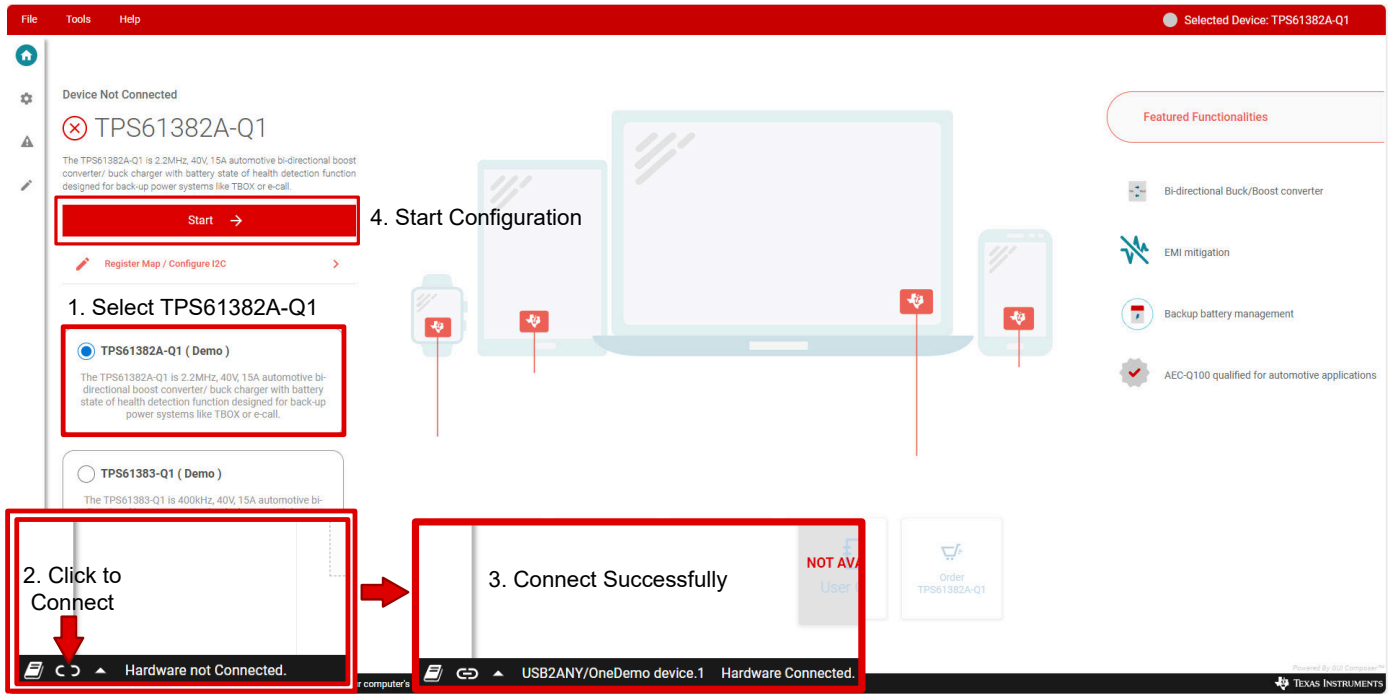 File Tools Help
Selected Device: TPS61382A-Q1
Device Not Connected
TPS61382A-Q1
The TPS61382A-Q1 is 2.2MHz, 40V, 15A automotive bi-directional boost
converter/ buck charger with battery state of health detection function
designed for back-up power systems like TBOX or e-call.
Start
4. Start Configuration
Register Map / Configure I2C
1. Select TPS61382A-Q1
TPS61382A-Q1 ( Demo )
The TPS61382A-Q1 is 2.2MHz, 40V, 15A automotive bi-
directional boost converter/ buck charger with battery
state of health detection function designed for back-up
power systems like TBOX or e-call.
TPS61383-Q1 ( Demo )
The TPS61383-Q1 is 400kHz, 40V, 15A automotive bi-
Featured Functionalities
Bi-directional Buck/Boost converter
EMI mitigation
Backup battery management
AEC-Q100 qualified for automotive applications
2. Click to
Connect
Hardware not Connected.
3. Connect Successfully
NOT AV
User
USB2ANY/OneDemo device.1 Hardware Connected.
Order
TPS61382A-Q1
r computer's
Powered By GUI Composer™
TEXAS INSTRUMENTS